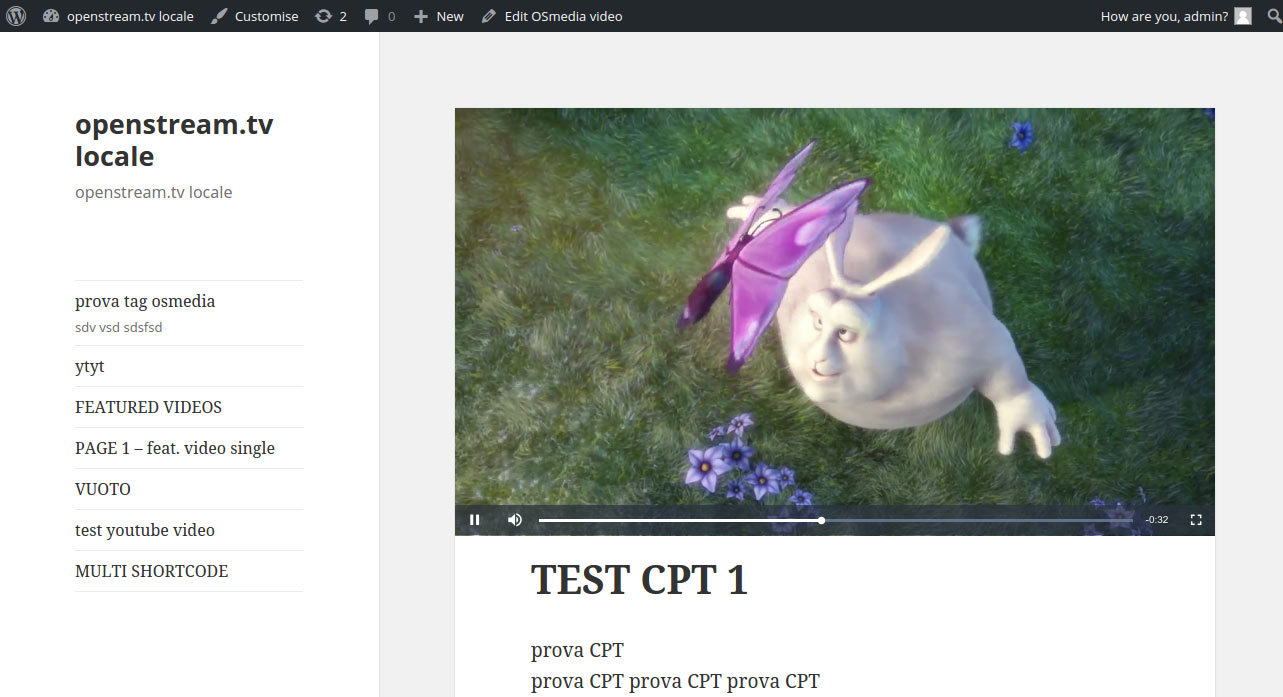 openstream.tv locale Customise 2 0 New Edit OSmedia video How are you, admin?
openstream.tv
locale
openstream.tv locale
prova tag osmedia
sdv vsd sdsfsd
ytyt
FEATURED VIDEOS
PAGE 1 – feat. video single
VUOTO
test youtube video
MULTI SHORTCODE
-0:32
TEST CPT 1
prova CPT
prova CPT prova CPT prova CPT